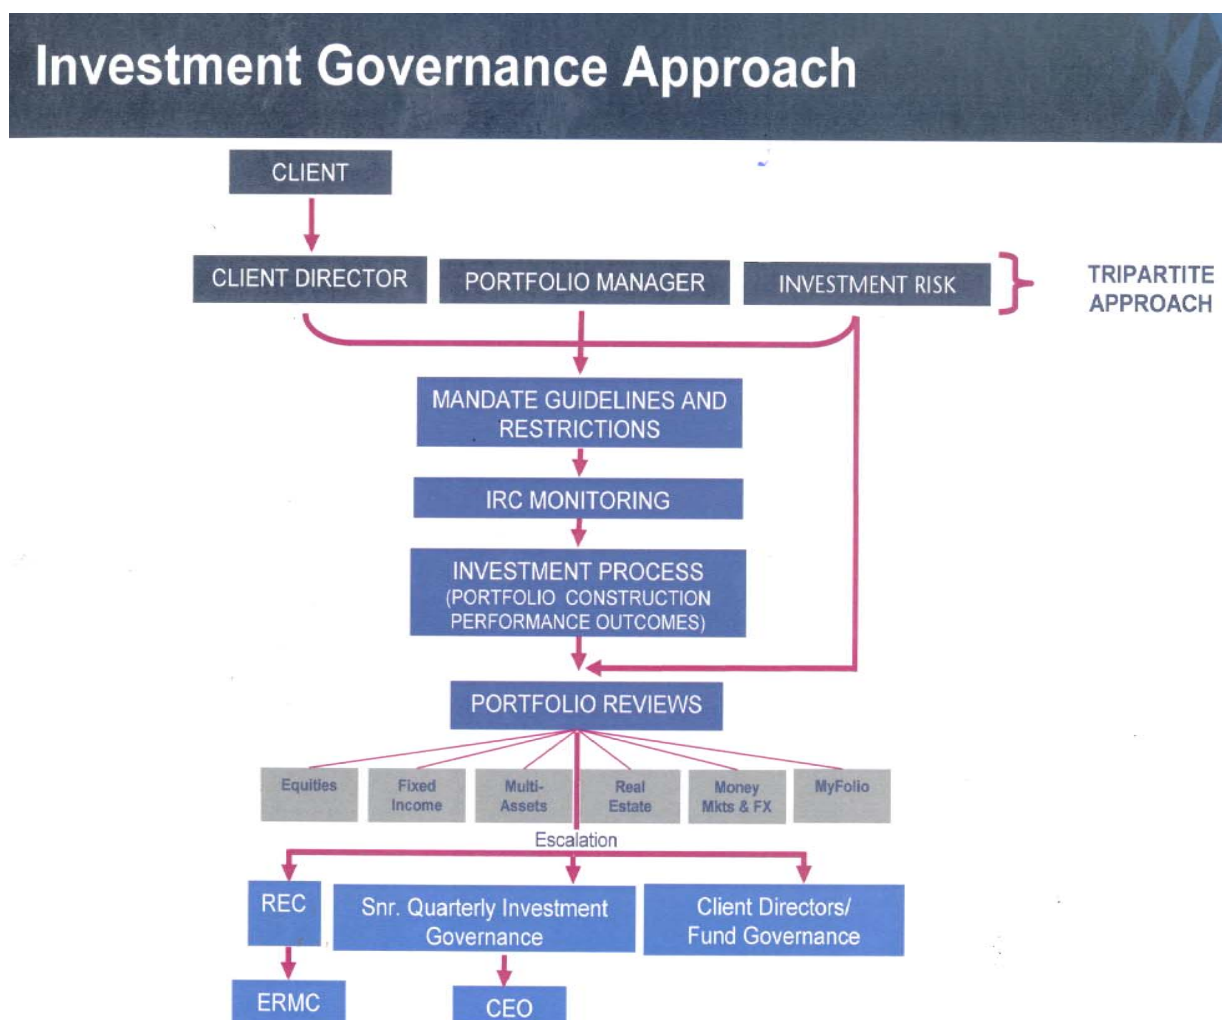 Investment Governance Approach
CLIENT
CLIENT DIRECTOR
PORTFOLIO MANAGER
INVESTMENT RISK
TRIPARTITE
APPROACH
MANDATE GUIDELINES AND
RESTRICTIONS
IRC MONITORING
INVESTMENT PROCESS
(PORTFOLIO CONSTRUCTION
PERFORMANCE OUTCOMES)
PORTFOLIO REVIEWS
Equities
Fixed
Income
Multi-
Assets
Real
Estate
Money
Mkts & FX
MyFolio
Escalation
REC
Snr. Quarterly Investment
Governance
Client Directors/
Fund Governance
ERMC
CEO